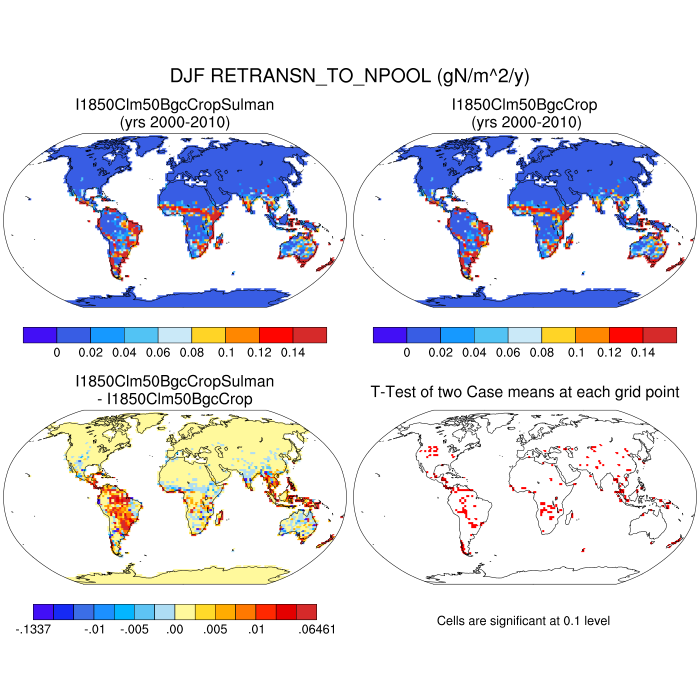 DJF RETRANSN_TO_NPOOL (gN/m^2/y)
I1850Clm50BgcCropSulman
(yrs 2000-2010)
I1850Clm50BgcCrop
(yrs 2000-2010)
0 0.02 0.04 0.06 0.08 0.1 0.12 0.14
0 0.02 0.04 0.06 0.08 0.1 0.12 0.14
I1850Clm50BgcCropSulman
- I1850Clm50BgcCrop
T-Test of two Case means at each grid point
-.1337 -.01 -.005 .00 .005 .01 .06461
Cells are significant at 0.1 level